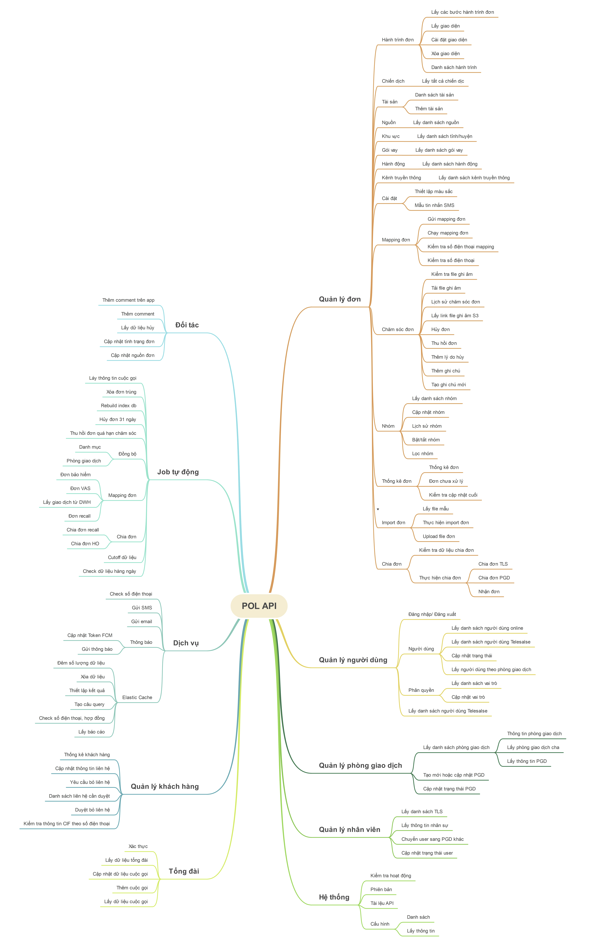 POL API
Quản lý đơn
Hành trình đơn
Lấy các bước hành trình đơn
Lấy giao diện
Cài đặt giao diện
Xóa giao diện
Danh sách hành trình
Chiến dịch
Lấy tất cả chiến dịc
Tài sản
Danh sách tài sản
Thêm tài sản
Nguồn
Lấy danh sách nguồn
Khu vực
Lấy danh sách tỉnh/huyện
Gói vay
Lấy danh sách gói vay
Hành động
Lấy danh sách hành động
Kênh truyền thông
Lấy danh sách kênh truyền thông
Cài đặt
Thiết lập màu sắc
Mẫu tin nhắn SMS
Mapping đơn
Gửi mapping đơn
Chạy mapping đơn
Kiểm tra số điện thoại mapping
Kiểm tra số điện thoại
Chăm sóc đơn
Kiểm tra file ghi âm
Tải file ghi âm
Lịch sử chăm sóc đơn
Lấy link file ghi âm S3
Hủy đơn
Thu hồi đơn
Thêm lý do hủy
Thêm ghi chú
Tạo ghi chú mới
Nhóm
Lấy danh sách nhóm
Cập nhật nhóm
Lịch sử nhóm
Bật/tắt nhóm
Lọc nhóm
Thống kê đơn
Thống kê đơn
Đơn chưa xử lý
Kiểm tra cập nhật cuối
Import đơn
Lấy file mẫu
Thực hiện import đơn
Upload file đơn
Chia đơn
Kiểm tra dữ liệu chia đơn
Thực hiện chia đơn
Chia đơn TLS
Chia đơn PGD
Nhận đơn
Quản lý người dùng
Đăng nhập/ Đăng xuất
Người dùng
Lấy danh sách người dùng online
Lấy danh sách người dùng Telesalse
Cập nhật trạng thái
Lấy người dùng theo phòng giao dịch
Phân quyền
Lấy danh sách vai trò
Cập nhật vai trò
Lấy danh sách người dùng Telesalse
Quản lý phòng giao dịch
Lấy danh sách phòng giao dịch
Thông tin phòng giao dịch
Lấy phòng giao dịch cha
Lấy thông tin PGD
Tạo mới hoặc cập nhật PGD
Cập nhật trạng thái PGD
Quản lý nhân viên
Lấy danh sách TLS
Lấy thông tin nhân sự
Chuyển user sang PGD khác
Cập nhật trạng thái user
Hệ thống
Kiểm tra hoạt động
Phiên bản
Tài liệu API
Cấu hình
Danh sách
Lấy thông tin
Đối tác
Thêm comment trên app
Thêm comment
Lấy dữ liệu hủy
Cập nhật tình trạng đơn
Cập nhật nguồn đơn
Job tự động
Láy thông tin cuộc gọi
Xóa đơn trùng
Rebuild index db
Hủy đơn 31 ngày
Thu hồi đơn quá hạn chăm sóc
Đồng bộ
Danh mục
Phòng giao dịch
Mapping đơn
Đơn bảo hiểm
Đơn VAS
Lấy giao dịch từ DWH
Đơn recall
Chia đơn
Chia đơn recall
Chia đơn HO
Cutoff dữ liệu
Check dữ liệu hàng ngày
Dịch vụ
Check số điện thoại
Gửi SMS
Gửi email
Thông báo
Cập nhật Token FCM
Gửi thông báo
Elastic Cache
Đếm số lượng dữ liệu
Xóa dữ liệu
Thiết lập kết quả
Tạo câu query
Check số điện thoại, hợp đồng
Lấy báo cáo
Quản lý khách hàng
Thống kê khách hàng
Cập nhật thông tin liên hệ
Yêu cầu bỏ liên hệ
Danh sách liên hệ cần duyệt
Duyệt bỏ liên hệ
Kiểm tra thông tin CIF theo số điện thoại
Tổng đài
Xác thực
Lấy dữ liệu tổng đài
Cập nhật dữ liệu cuộc gọi
Thêm cuộc gọi
Lấy dữ liệu cuộc gọi